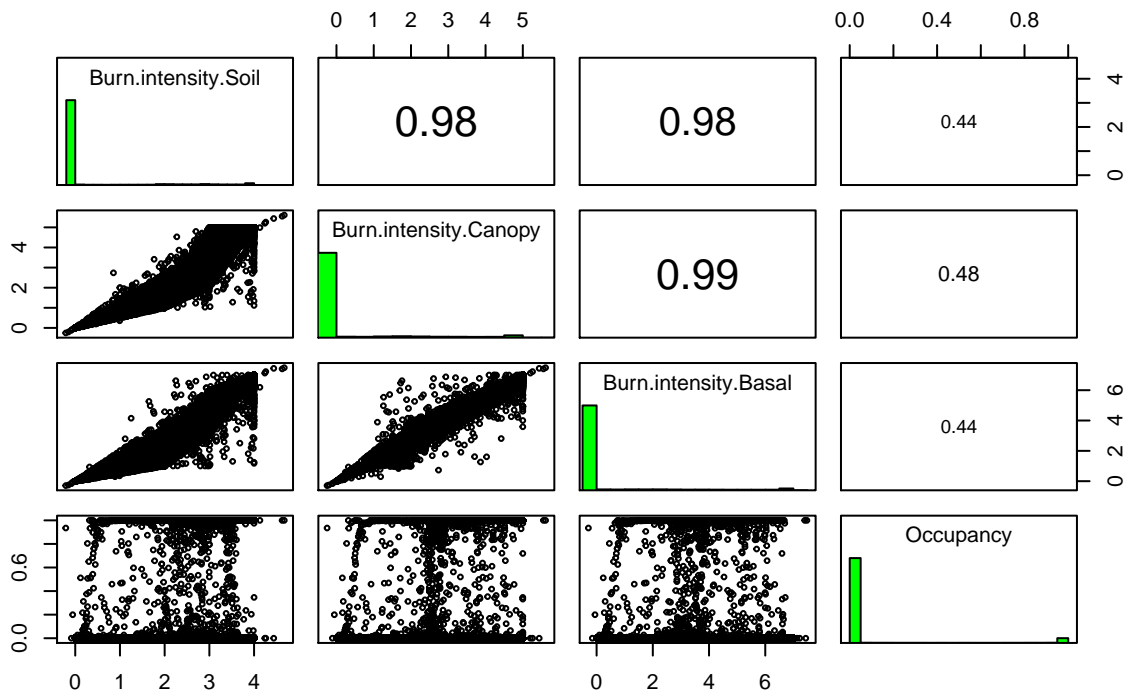 0 1 2 3 4 5 0.0 0.4 0.8
Burn.intensity.Soil 0.98 0.98 0.44 0 2 4
0 2 4 Burn.intensity.Canopy 0.99 0.48
Burn.intensity.Basal 0.44 0 2 4 6
0.0 0.6 Occupancy
0 1 2 3 4 0 2 4 6